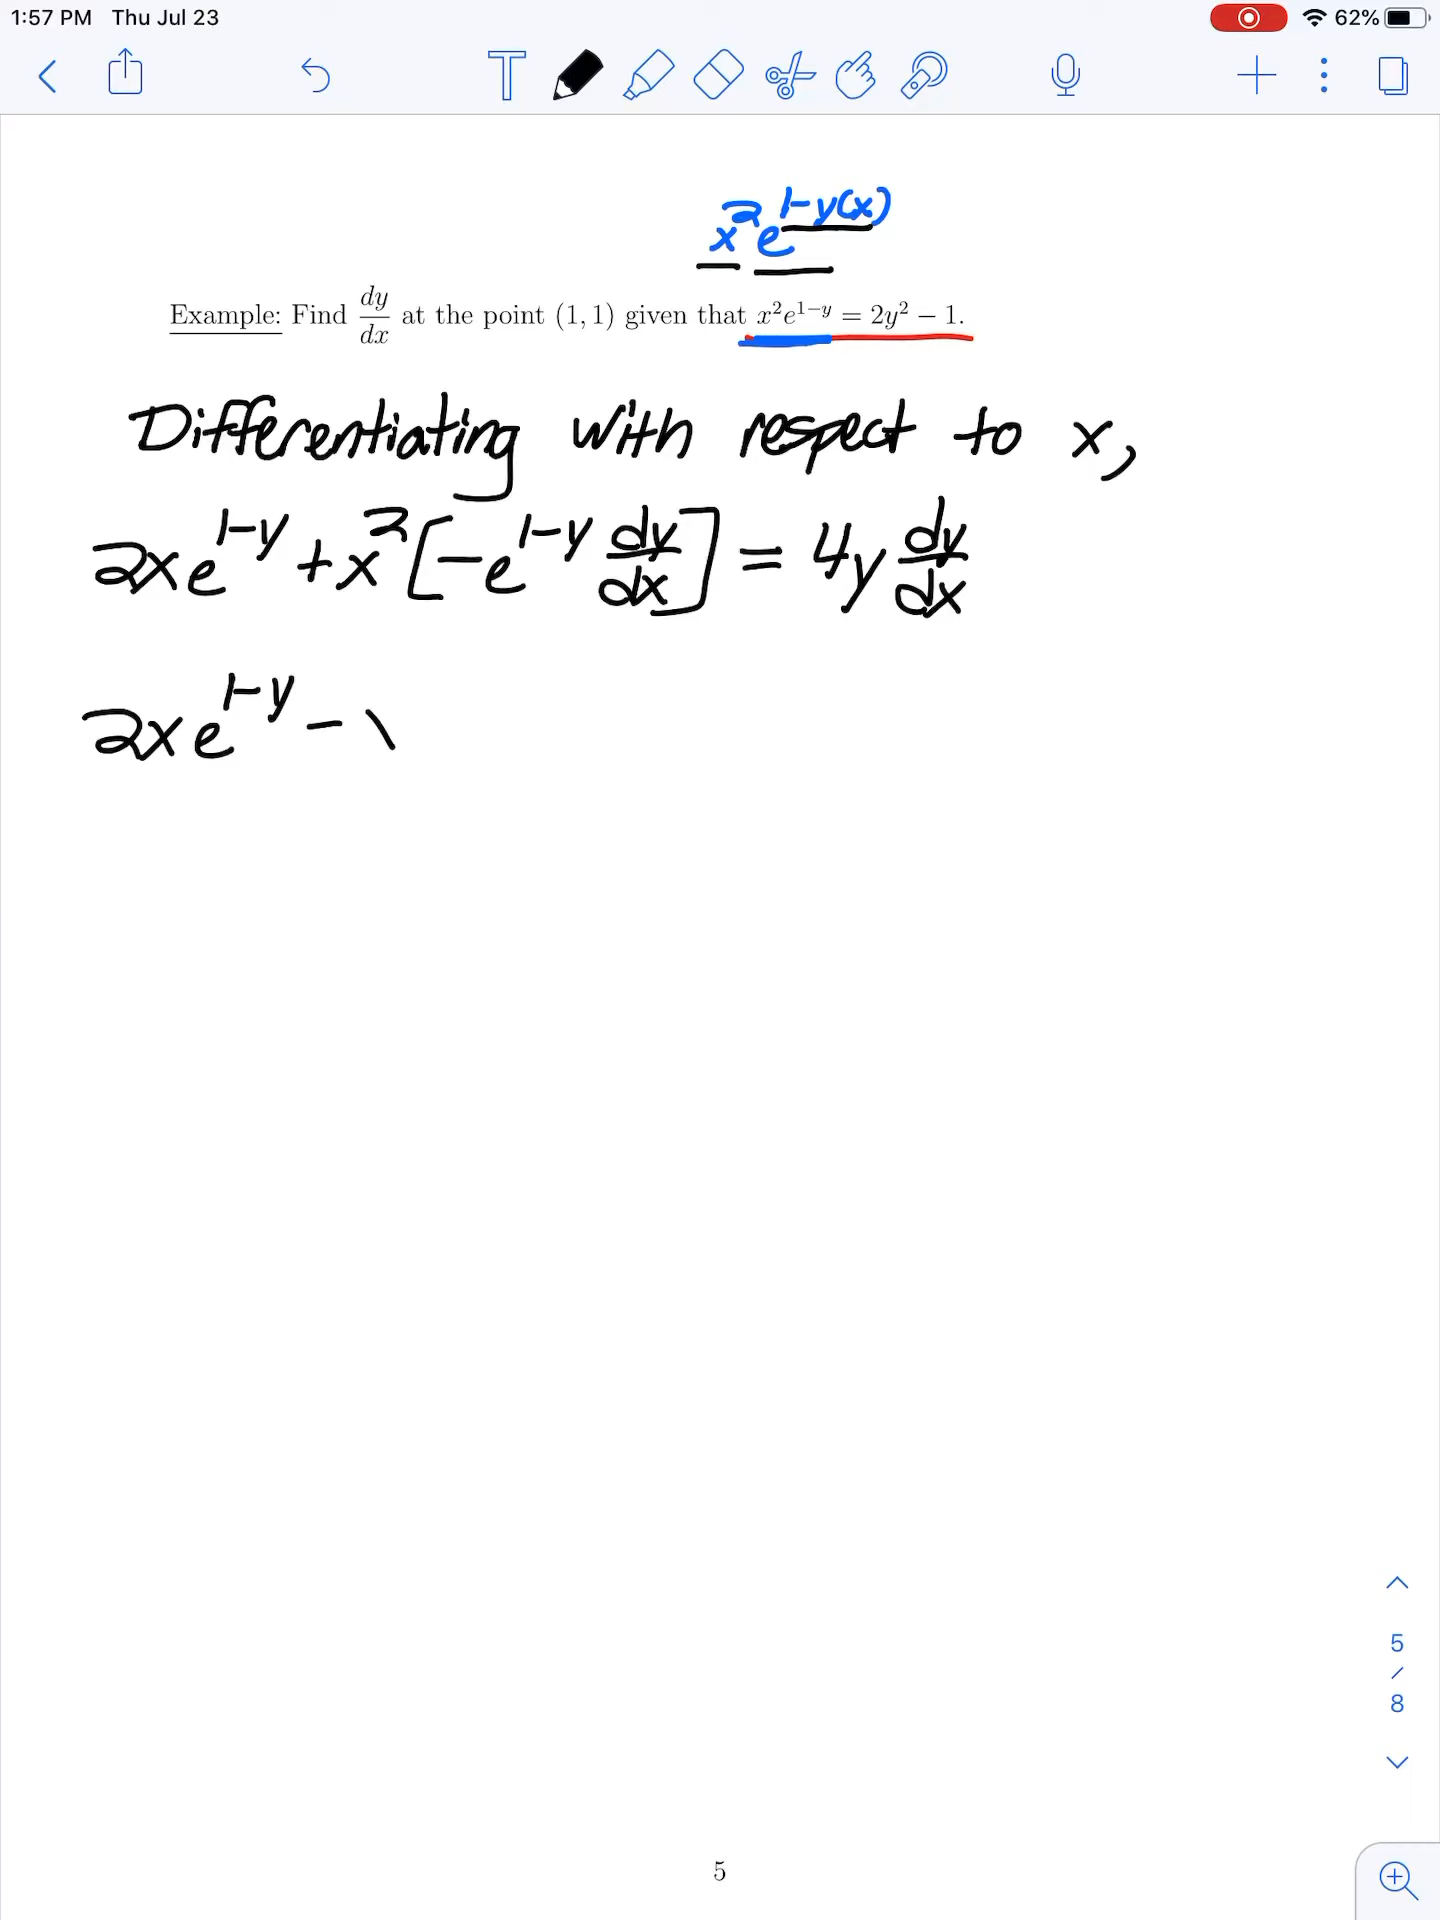 1:57 PM Thu Jul 23 62%
x²e^(1-y(x))
Example: Find dy/dx at the point (1, 1) given that x²e^(1−y) = 2y² − 1.
Differentiating with respect to x,
2xe^(1-y) + x²[-e^(1-y) dy/dx] = 4y dy/dx
2xe^(1-y) - \
5
/
8
5